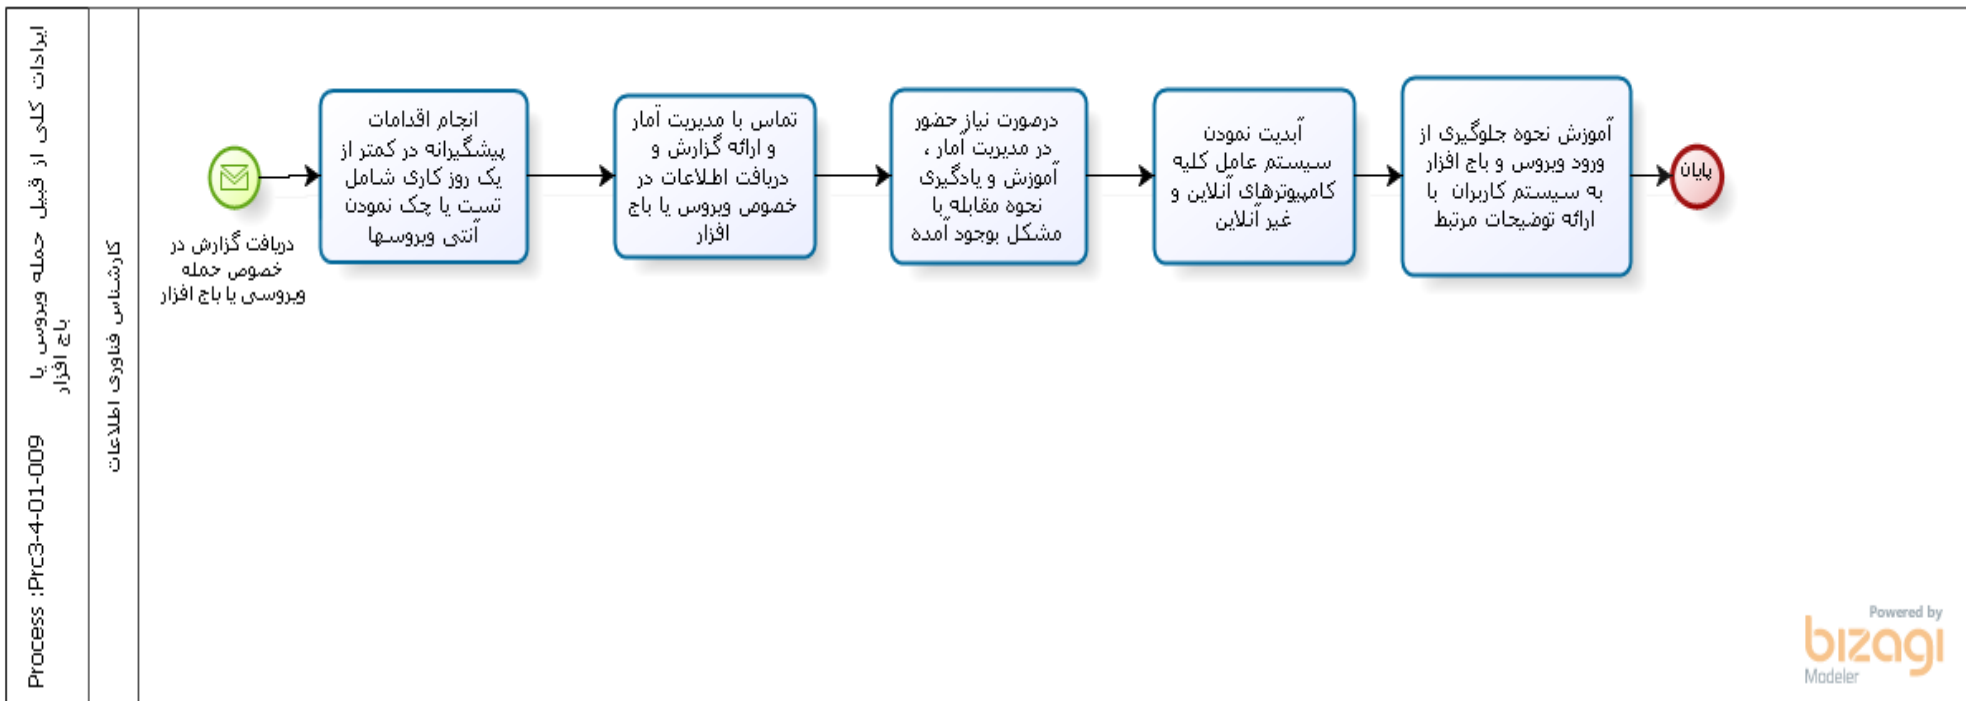 ایرادات کلی از قبیل حمله ویروس یا
باج افزار
Process :Prc3-4-01-009
کارشناس فناوری اطلاعات
دریافت گزارش در
خصوص حمله
ویروسی یا باج افزار
انجام اقدامات
پیشگیرانه در کمتر از
یک روز کاری شامل
تست یا چک نمودن
آنتی ویروسها
تماس با مدیریت آمار
و ارائه گزارش و
دریافت اطلاعات در
خصوص ویروس یا باج
افزار
درصورت نیاز حضور
در مدیریت آمار ،
آموزش و یادگیری
نحوه مقابله با
مشکل بوجود آمده
آبدیت نمودن
سیستم عامل کلیه
کامپیوترهای آنلاین و
غیر آنلاین
آموزش نحوه جلوگیری از
ورود ویروس و باج افزار
به سیستم کاربران با
ارائه توضیحات مرتبط
پایان
Powered by
bizagi
Modeler